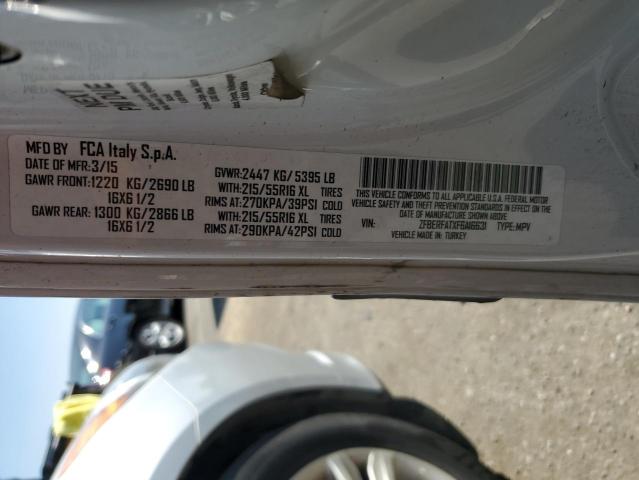 NEXT
MFD BY FCA Italy S.p.A.
DATE OF MFR: 3/15
GAWR FRONT: 1220 KG/2690 LB
16X6 1/2
GAWR REAR: 1300 KG/2866 LB
16X6 1/2
GVWR: 2447 KG/ 5395 LB
WITH: 215/55R16 XL TIRES
RIMS AT: 270KPA/39PSI COLD
WITH: 215/55R16 XL TIRES
RIMS AT: 290KPA/42PSI COLD
THIS VEHICLE CONFORMS TO ALL APPLICABLE U.S.A. FEDERAL MOTOR
VEHICLE SAFETY AND THEFT PREVENTION STANDARDS IN EFFECT ON
THE DATE OF MANUFACTURE SHOWN ABOVE.
VIN: ZFBERFATXF6A16631 TYPE: MPV
VEHICLE MADE IN: TURKEY